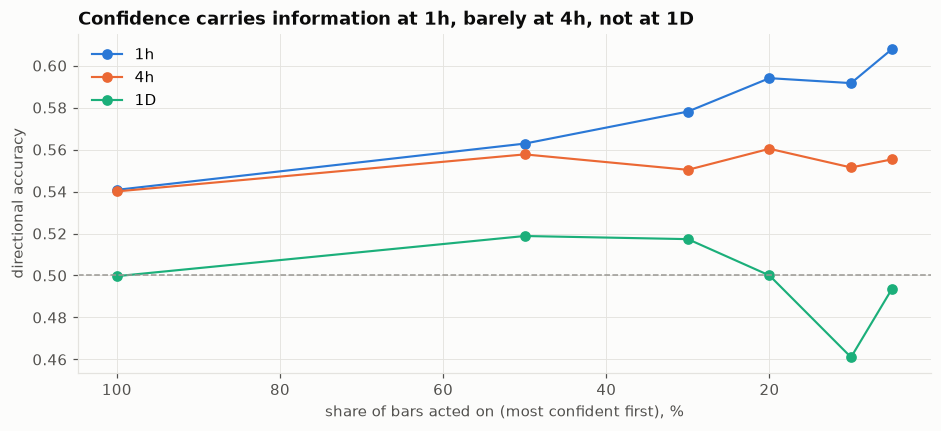 Confidence carries information at 1h, barely at 4h, not at 1D
1h
4h
1D
0.60
0.58
0.56
0.54
0.52
0.50
0.48
0.46
directional accuracy
100
80
60
40
20
share of bars acted on (most confident first), %